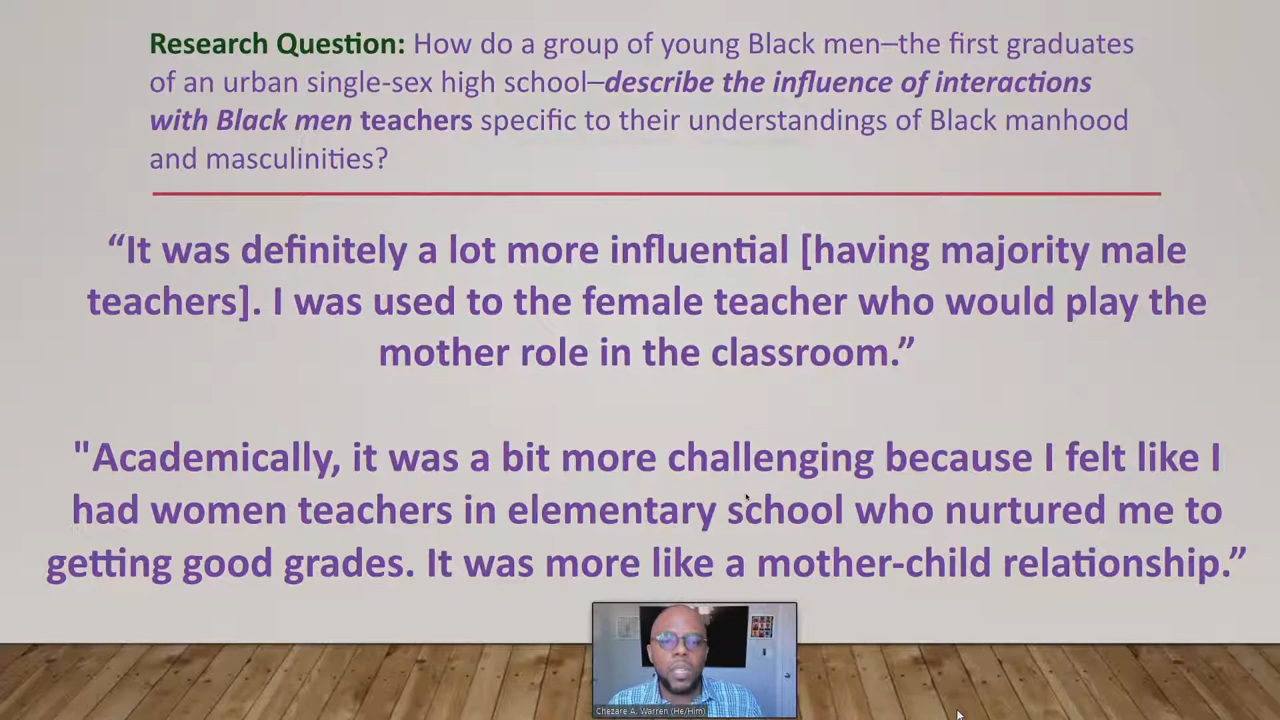 Research Question: How do a group of young Black men–the first graduates
of an urban single-sex high school–describe the influence of interactions
with Black men teachers specific to their understandings of Black manhood
and masculinities?
“It was definitely a lot more influential [having majority male
teachers]. I was used to the female teacher who would play the
mother role in the classroom.”
"Academically, it was a bit more challenging because I felt like I
had women teachers in elementary school who nurtured me to
getting good grades. It was more like a mother-child relationship.”
Chezare A. Warren (He/Him)